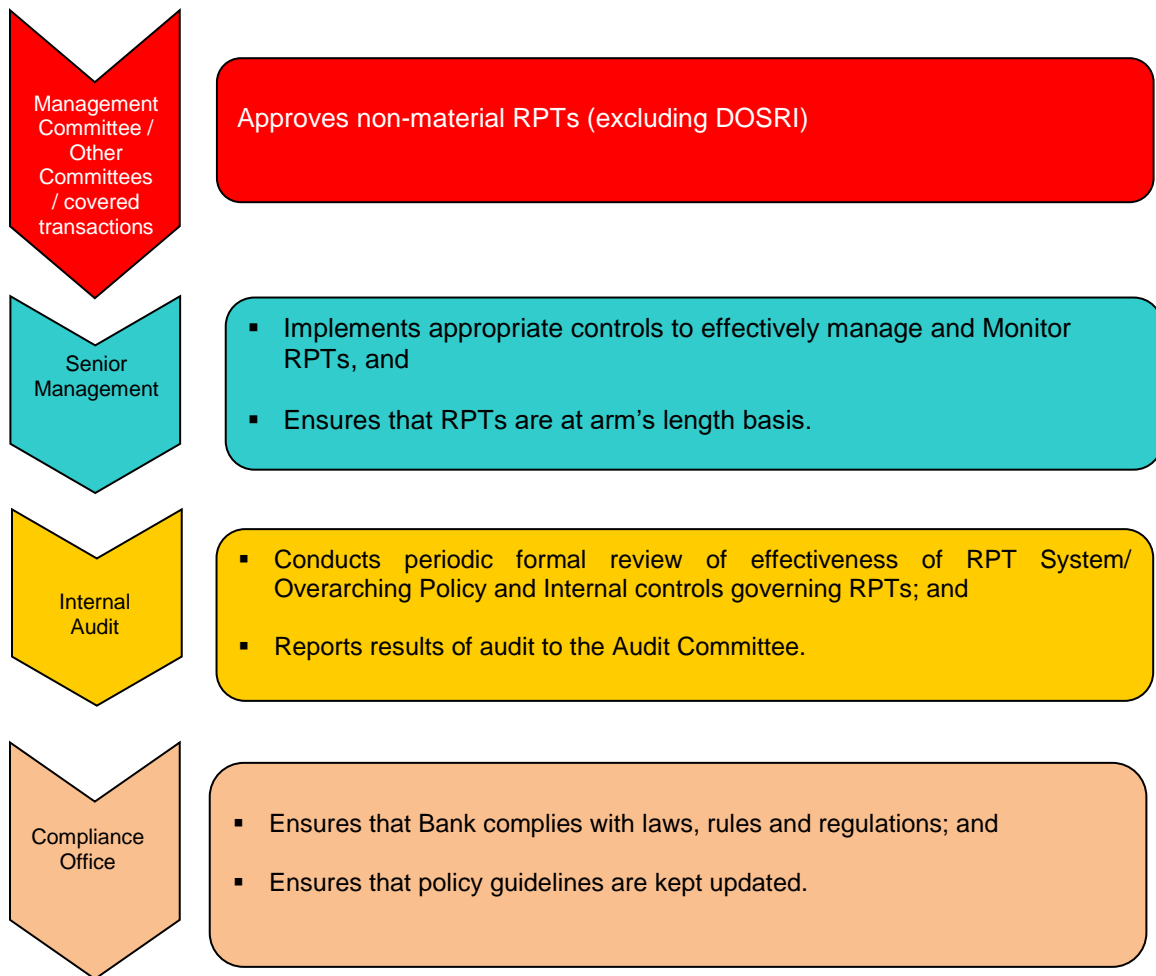 Management
Committee /
Other
Committees
/ covered
transactions
Approves non-material RPTs (excluding DOSRI)
Senior
Management
▪ Implements appropriate controls to effectively manage and Monitor
RPTs, and
▪ Ensures that RPTs are at arm’s length basis.
Internal
Audit
▪ Conducts periodic formal review of effectiveness of RPT System/
Overarching Policy and Internal controls governing RPTs; and
▪ Reports results of audit to the Audit Committee.
Compliance
Office
▪ Ensures that Bank complies with laws, rules and regulations; and
▪ Ensures that policy guidelines are kept updated.